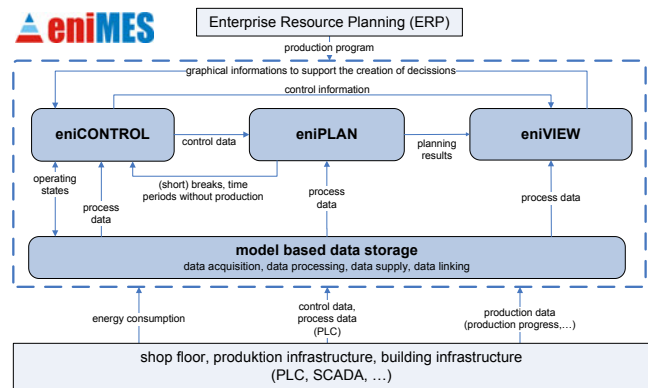 eniMES
Enterprise Resource Planning (ERP)
production program
graphical informations to support the creation of decissions
control information
eniCONTROL
eniPLAN
eniVIEW
control data
planning
results
operating
states
(short) breaks, time
periods without production
process
data
process
data
process data
model based data storage
data acquisition, data processing, data supply, data linking
energy consumption
control data,
process data
(PLC)
production data
(production progress,...)
shop floor, produktion infrastructure, building infrastructure
(PLC, SCADA, ...)